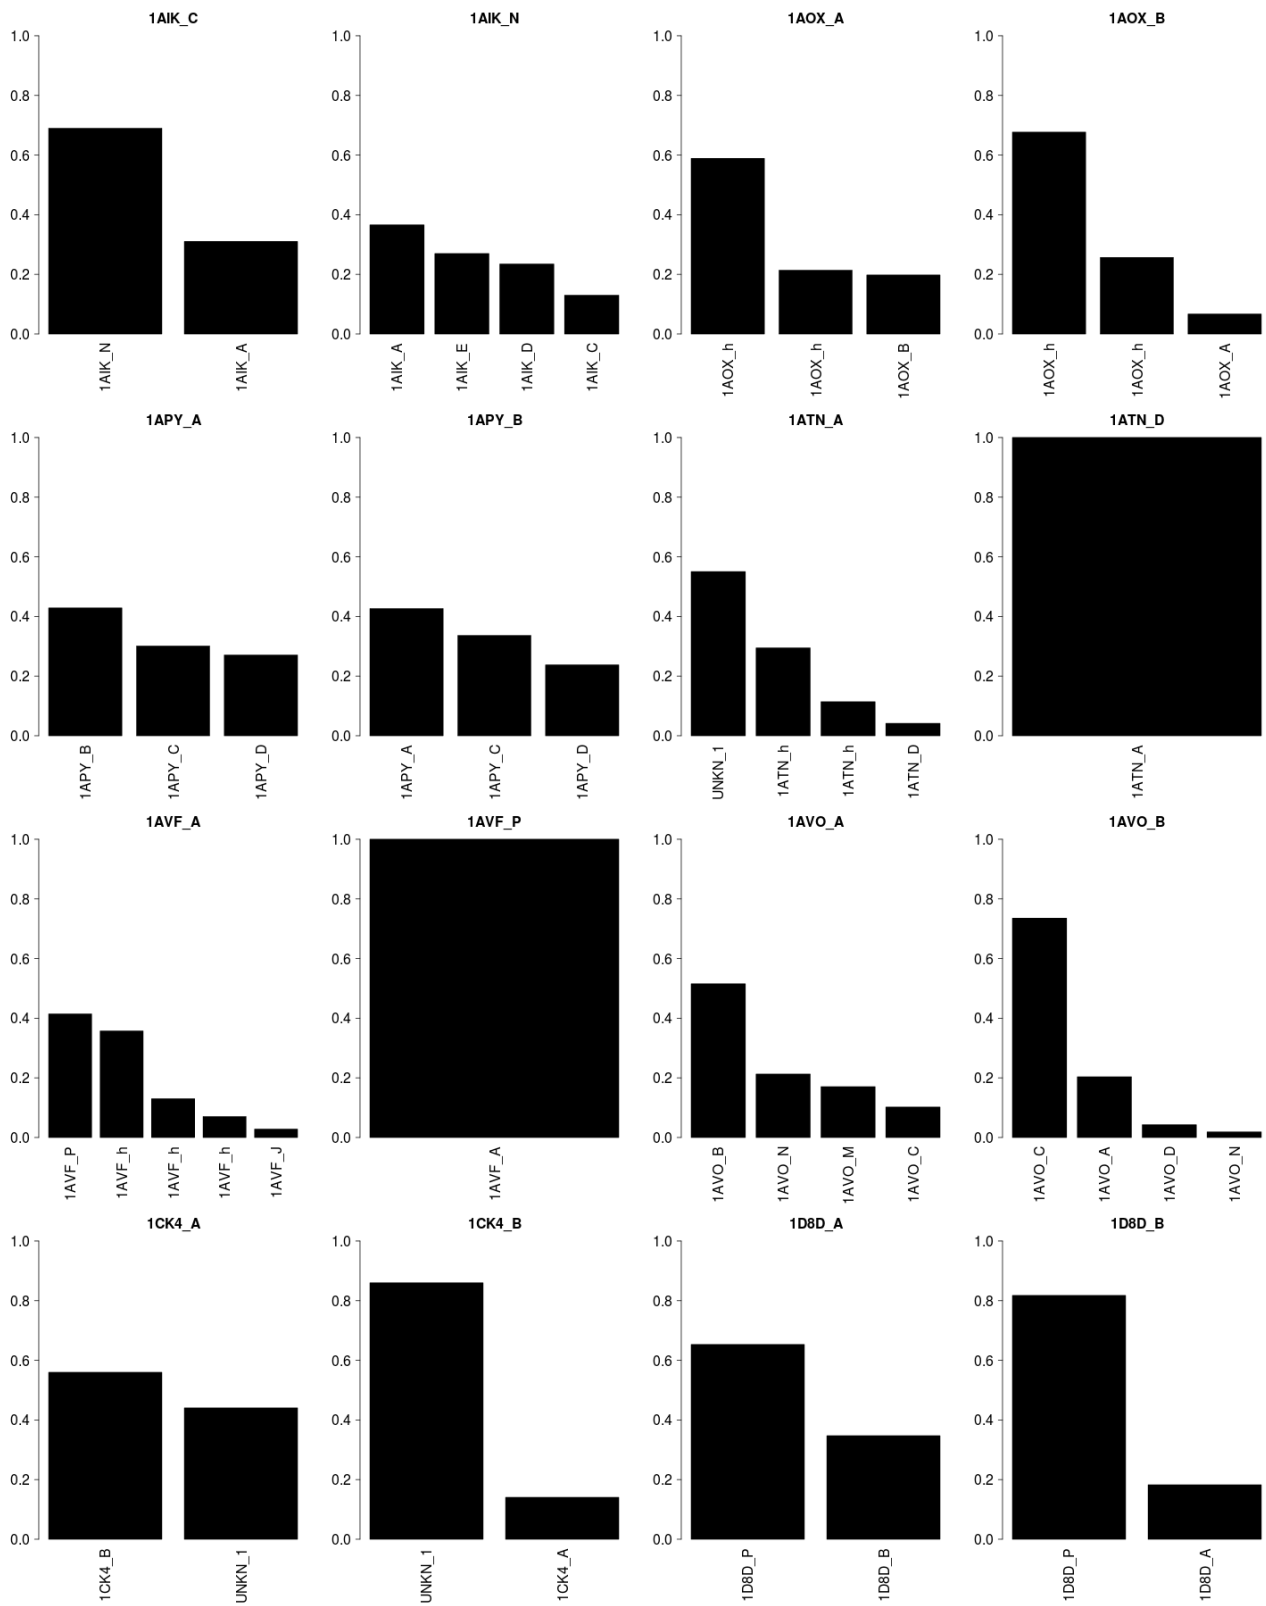 1AIK_C 1AIK_N 1AOX_A 1AOX_B
1.0 1.0 1.0 1.0
0.8 0.8 0.8 0.8
0.6 0.6 0.6 0.6
0.4 0.4 0.4 0.4
0.2 0.2 0.2 0.2
0.0 0.0 0.0 0.0
1AIK_N 1AIK_A 1AIK_A 1AIK_E 1AIK_D 1AIK_C 1AOX_h 1AOX_h 1AOX_B 1AOX_h 1AOX_h 1AOX_A
1APY_A 1APY_B 1ATN_A 1ATN_D
1.0 1.0 1.0 1.0
0.8 0.8 0.8 0.8
0.6 0.6 0.6 0.6
0.4 0.4 0.4 0.4
0.2 0.2 0.2 0.2
0.0 0.0 0.0 0.0
1APY_B 1APY_C 1APY_D 1APY_A 1APY_C 1APY_D UNKN_1 1ATN_h 1ATN_h 1ATN_D 1ATN_A
1AVF_A 1AVF_P 1AVO_A 1AVO_B
1.0 1.0 1.0 1.0
0.8 0.8 0.8 0.8
0.6 0.6 0.6 0.6
0.4 0.4 0.4 0.4
0.2 0.2 0.2 0.2
0.0 0.0 0.0 0.0
1AVF_P 1AVF_h 1AVF_h 1AVF_h 1AVF_J 1AVF_A 1AVO_B 1AVO_N 1AVO_M 1AVO_C 1AVO_C 1AVO_A 1AVO_D 1AVO_N
1CK4_A 1CK4_B 1D8D_A 1D8D_B
1.0 1.0 1.0 1.0
0.8 0.8 0.8 0.8
0.6 0.6 0.6 0.6
0.4 0.4 0.4 0.4
0.2 0.2 0.2 0.2
0.0 0.0 0.0 0.0
1CK4_B UNKN_1 UNKN_1 1CK4_A 1D8D_P 1D8D_B 1D8D_P 1D8D_A